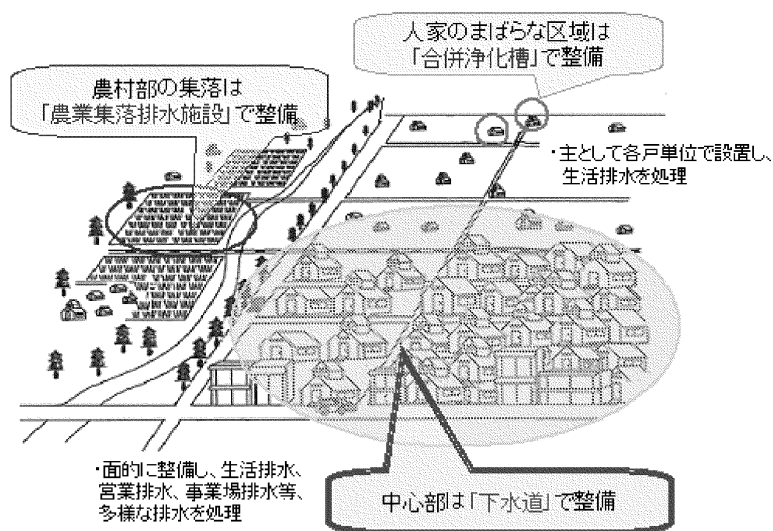 人家のまばらな区域は
「合併浄化槽」で整備
農村部の集落は
「農業集落排水施設」で整備
・主として各戸単位で設置し、
生活排水を処理
・面的に整備し、生活排水、
営業排水、事業場排水等、
多様な排水を処理
中心部は「下水道」で整備